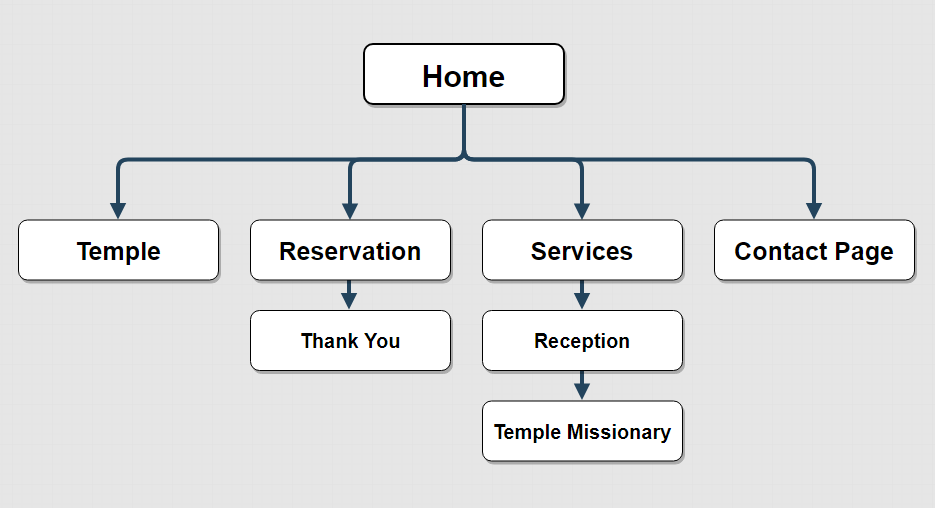 Home
Temple
Reservation
Services
Contact Page
Thank You
Reception
Temple Missionary